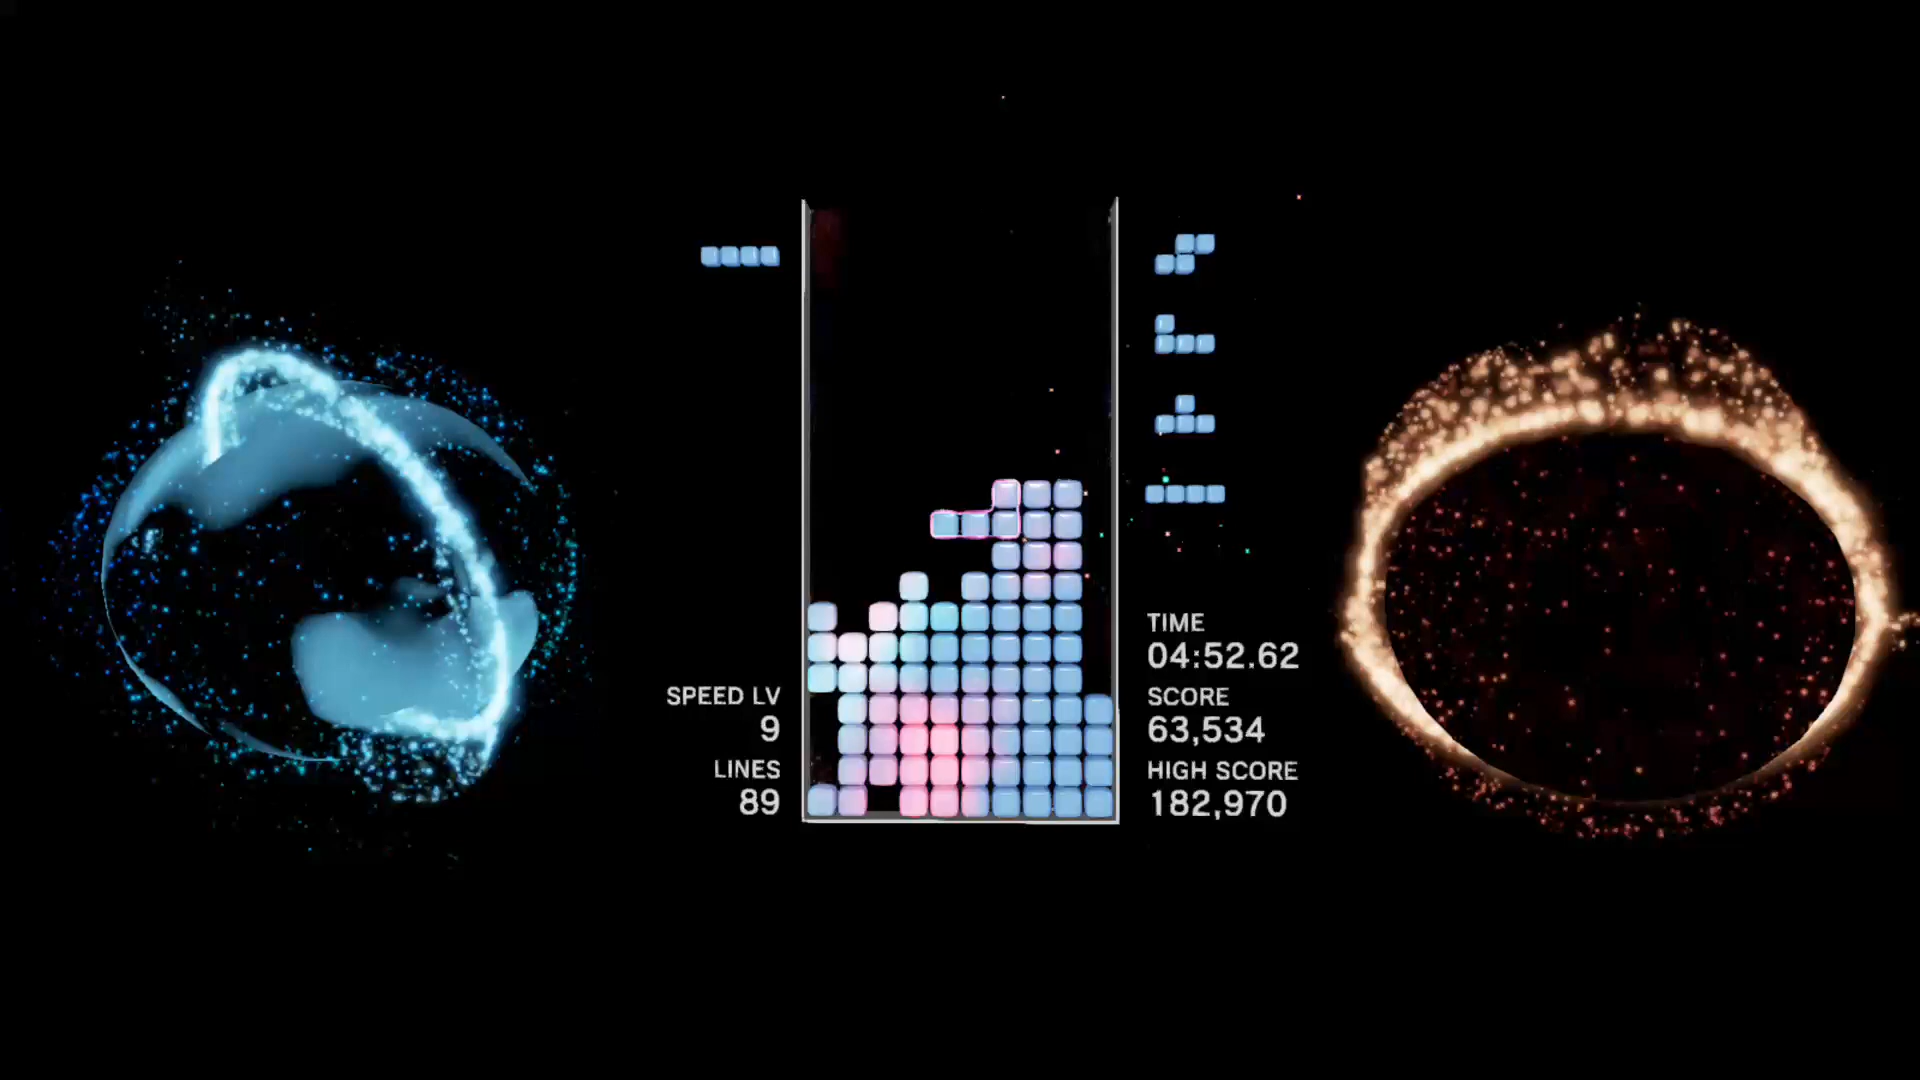 SPEED LV
9
LINES
89
TIME
04:52.62
SCORE
63,534
HIGH SCORE
182,970